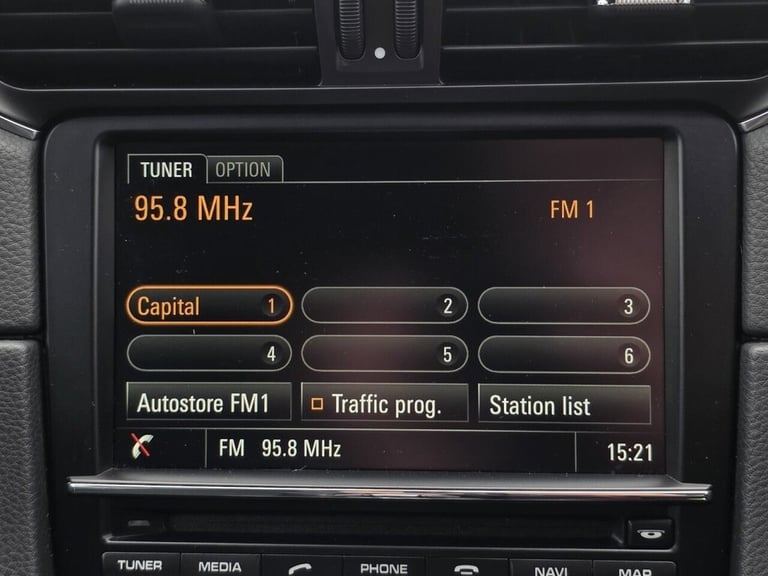 TUNER OPTION
95.8 MHz FM 1
Capital 1 2 3
4 5 6
Autostore FM1 Traffic prog. Station list
FM 95.8 MHz 15:21
TUNER MEDIA PHONE NAVI MAP